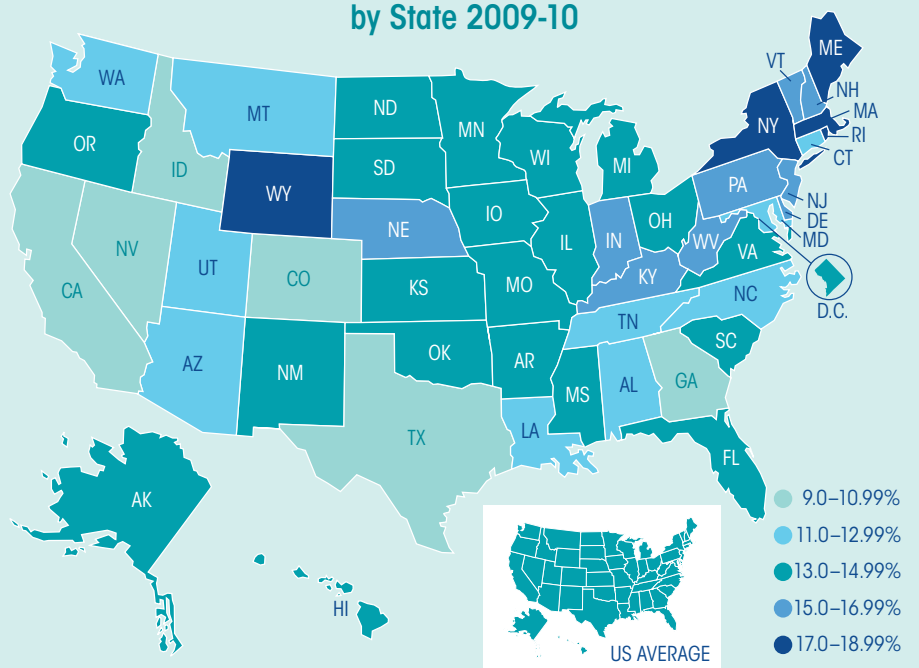 by State 2009-10
ME
VT
WA
NH
MT
ND
MA
MN
NY
RI
OR
CT
WI
MI
SD
ID
PA
WY
NJ
IO
DE
NE
OH
IN
MD
IL
WV
NV
VA
UT
CO
KS
MO
KY
CA
NC
D.C.
TN
SC
OK
AZ
AR
NM
GA
AL
MS
LA
TX
FL
AK
9.0–10.99%
11.0–12.99%
13.0–14.99%
HI
15.0–16.99%
17.0–18.99%
US AVERAGE